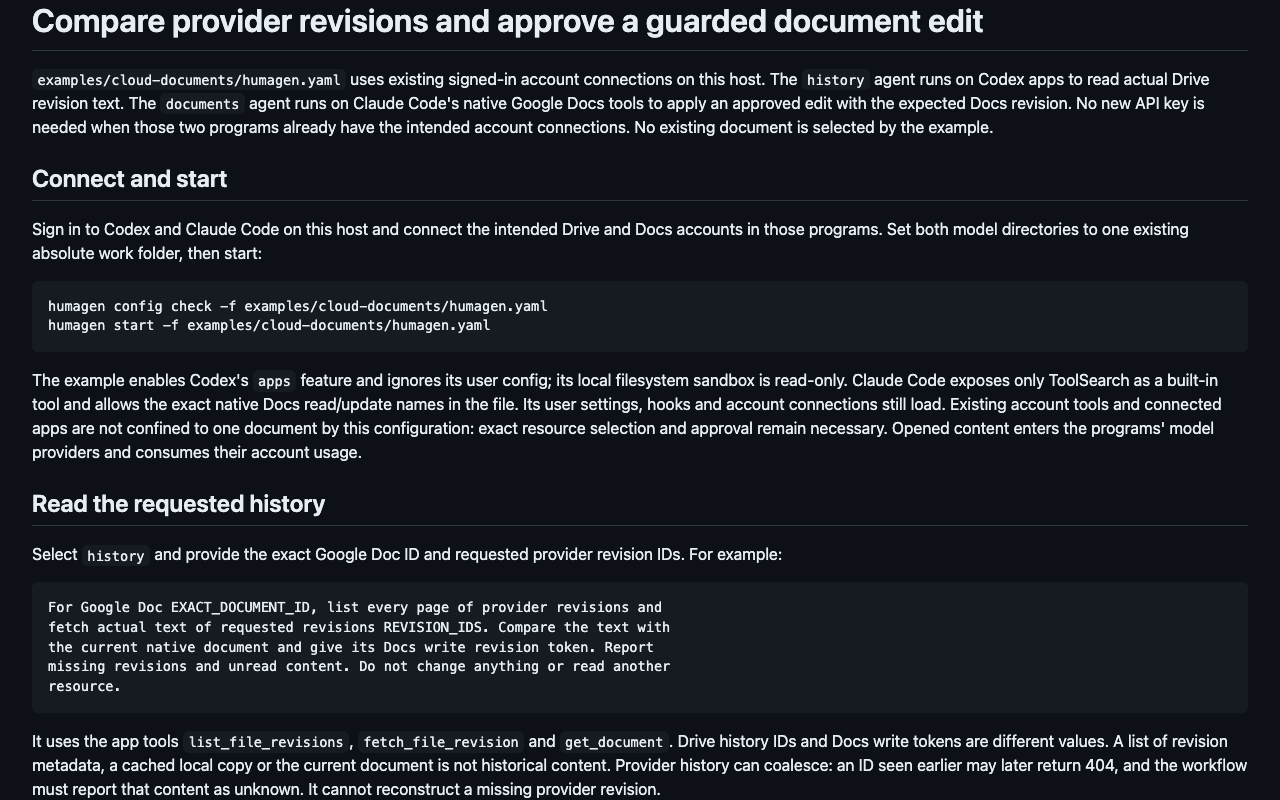 Compare provider revisions and approve a guarded document edit
examples/cloud-documents/humagen.yaml uses existing signed-in account connections on this host. The history agent runs on Codex apps to read actual Drive
revision text. The documents agent runs on Claude Code's native Google Docs tools to apply an approved edit with the expected Docs revision. No new API key is
needed when those two programs already have the intended account connections. No existing document is selected by the example.
Connect and start
Sign in to Codex and Claude Code on this host and connect the intended Drive and Docs accounts in those programs. Set both model directories to one existing
absolute work folder, then start:
humagen config check -f examples/cloud-documents/humagen.yaml
humagen start -f examples/cloud-documents/humagen.yaml
The example enables Codex's apps feature and ignores its user config; its local filesystem sandbox is read-only. Claude Code exposes only ToolSearch as a built-in
tool and allows the exact native Docs read/update names in the file. Its user settings, hooks and account connections still load. Existing account tools and connected
apps are not confined to one document by this configuration: exact resource selection and approval remain necessary. Opened content enters the programs' model
providers and consumes their account usage.
Read the requested history
Select history and provide the exact Google Doc ID and requested provider revision IDs. For example:
For Google Doc EXACT_DOCUMENT_ID, list every page of provider revisions and
fetch actual text of requested revisions REVISION_IDS. Compare the text with
the current native document and give its Docs write revision token. Report
missing revisions and unread content. Do not change anything or read another
resource.
It uses the app tools list_file_revisions, fetch_file_revision and get_document. Drive history IDs and Docs write tokens are different values. A list of revision
metadata, a cached local copy or the current document is not historical content. Provider history can coalesce: an ID seen earlier may later return 404, and the workflow
must report that content as unknown. It cannot reconstruct a missing provider revision.